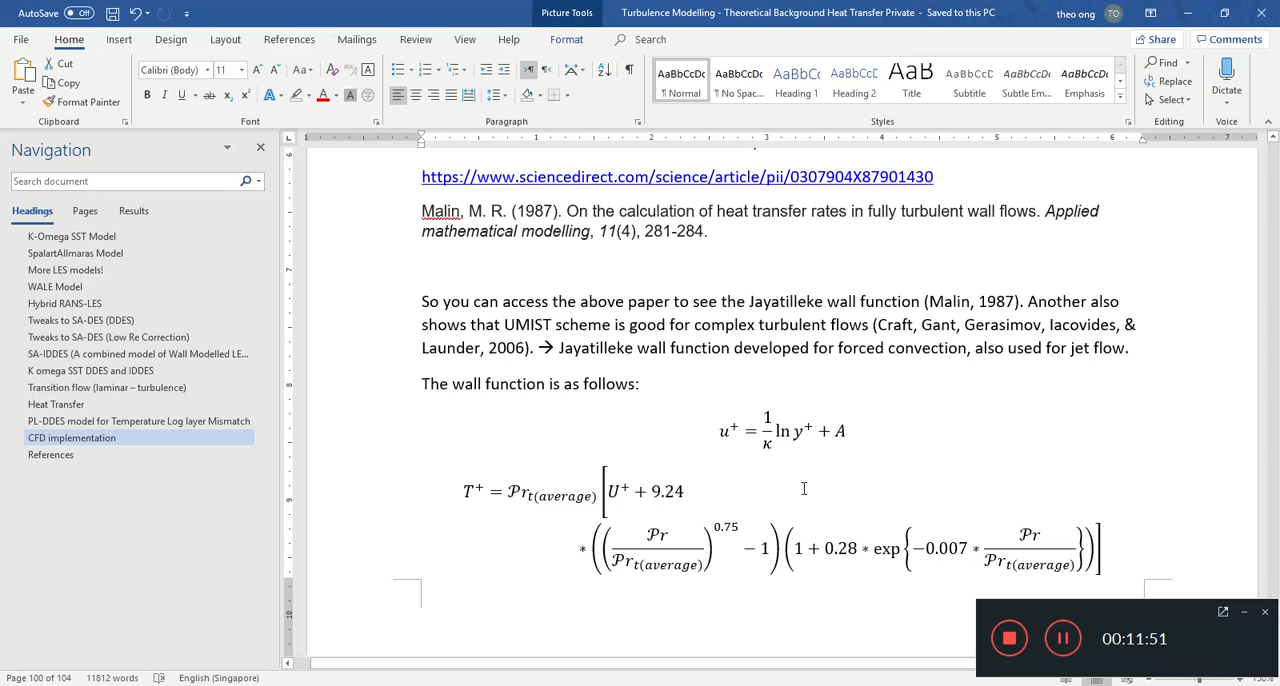 AutoSave Off Picture Tools Turbulence Modelling - Theoretical Background Heat Transfer Private - Saved to this PC theo ong TO
File Home Insert Design Layout References Mailings Review View Help Format Search Share Comments
Paste Cut Copy Format Painter Clipboard
Calibri (Body) 11 Font
Paragraph
AaBbCcDc AaBbCcDc AaBbCc AaBbCcC AaB AaBbCcD AaBbCcDc AaBbCcDc
¶ Normal ¶ No Spac... Heading 1 Heading 2 Title Subtitle Subtle Em... Emphasis
Styles
Find Replace Select Editing
Dictate Voice
Navigation
Search document
Headings Pages Results
K-Omega SST Model
SpalartAllmaras Model
More LES models!
WALE Model
Hybrid RANS-LES
Tweaks to SA-DES (DDES)
Tweaks to SA-DES (Low Re Correction)
SA-IDDES (A combined model of Wall Modelled LE...
K omega SST DDES and IDDES
Transition flow (laminar – turbulence)
Heat Transfer
PL-DDES model for Temperature Log layer Mismatch
CFD implementation
References
https://www.sciencedirect.com/science/article/pii/0307904X87901430
Malin, M. R. (1987). On the calculation of heat transfer rates in fully turbulent wall flows. Applied
mathematical modelling, 11(4), 281-284.
So you can access the above paper to see the Jayatilleke wall function (Malin, 1987). Another also
shows that UMIST scheme is good for complex turbulent flows (Craft, Gant, Gerasimov, Iacovides, &
Launder, 2006). → Jayatilleke wall function developed for forced convection, also used for jet flow.
The wall function is as follows:
u⁺ = 1/κ ln y⁺ + A
T⁺ = 𝒫r_t(average) [U⁺ + 9.24
∗ ((𝒫r / 𝒫r_t(average))^0.75 − 1) (1 + 0.28 ∗ exp {−0.007 ∗ 𝒫r / 𝒫r_t(average)})]
00:11:51
Page 100 of 104 11812 words English (Singapore)